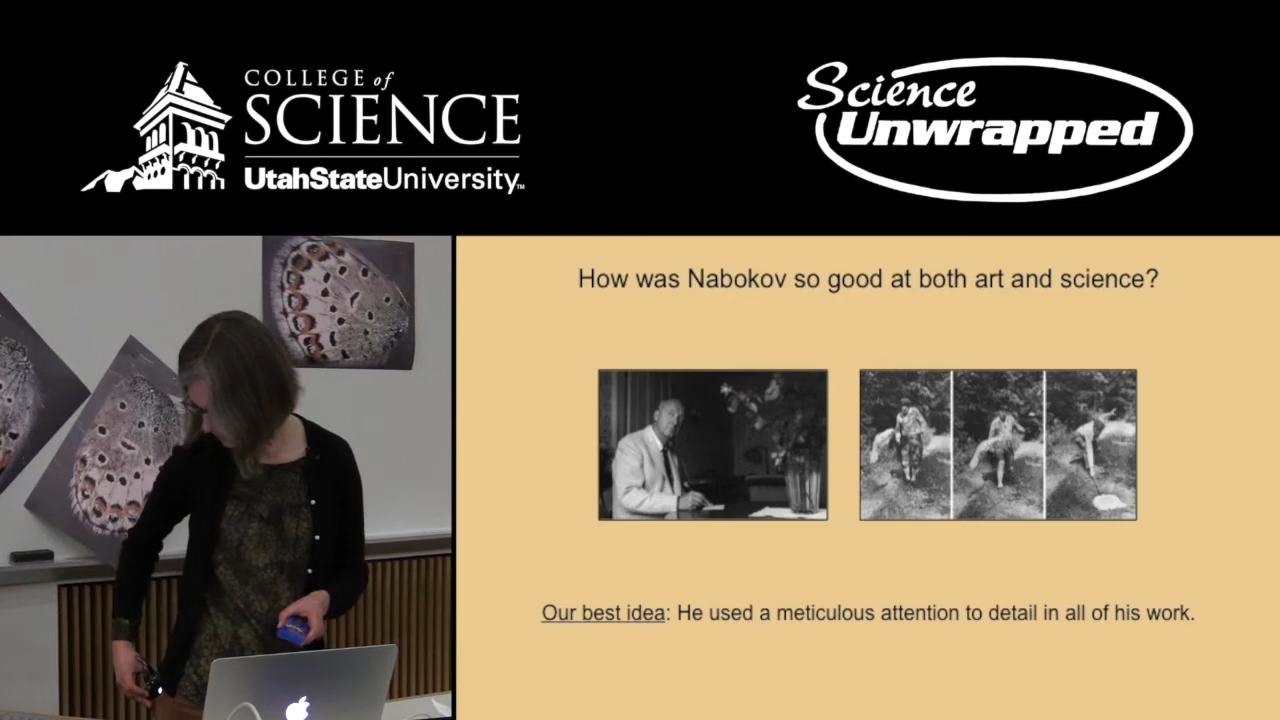 COLLEGE of
SCIENCE
UtahStateUniversity™
Science
Unwrapped
How was Nabokov so good at both art and science?
Our best idea: He used a meticulous attention to detail in all of his work.